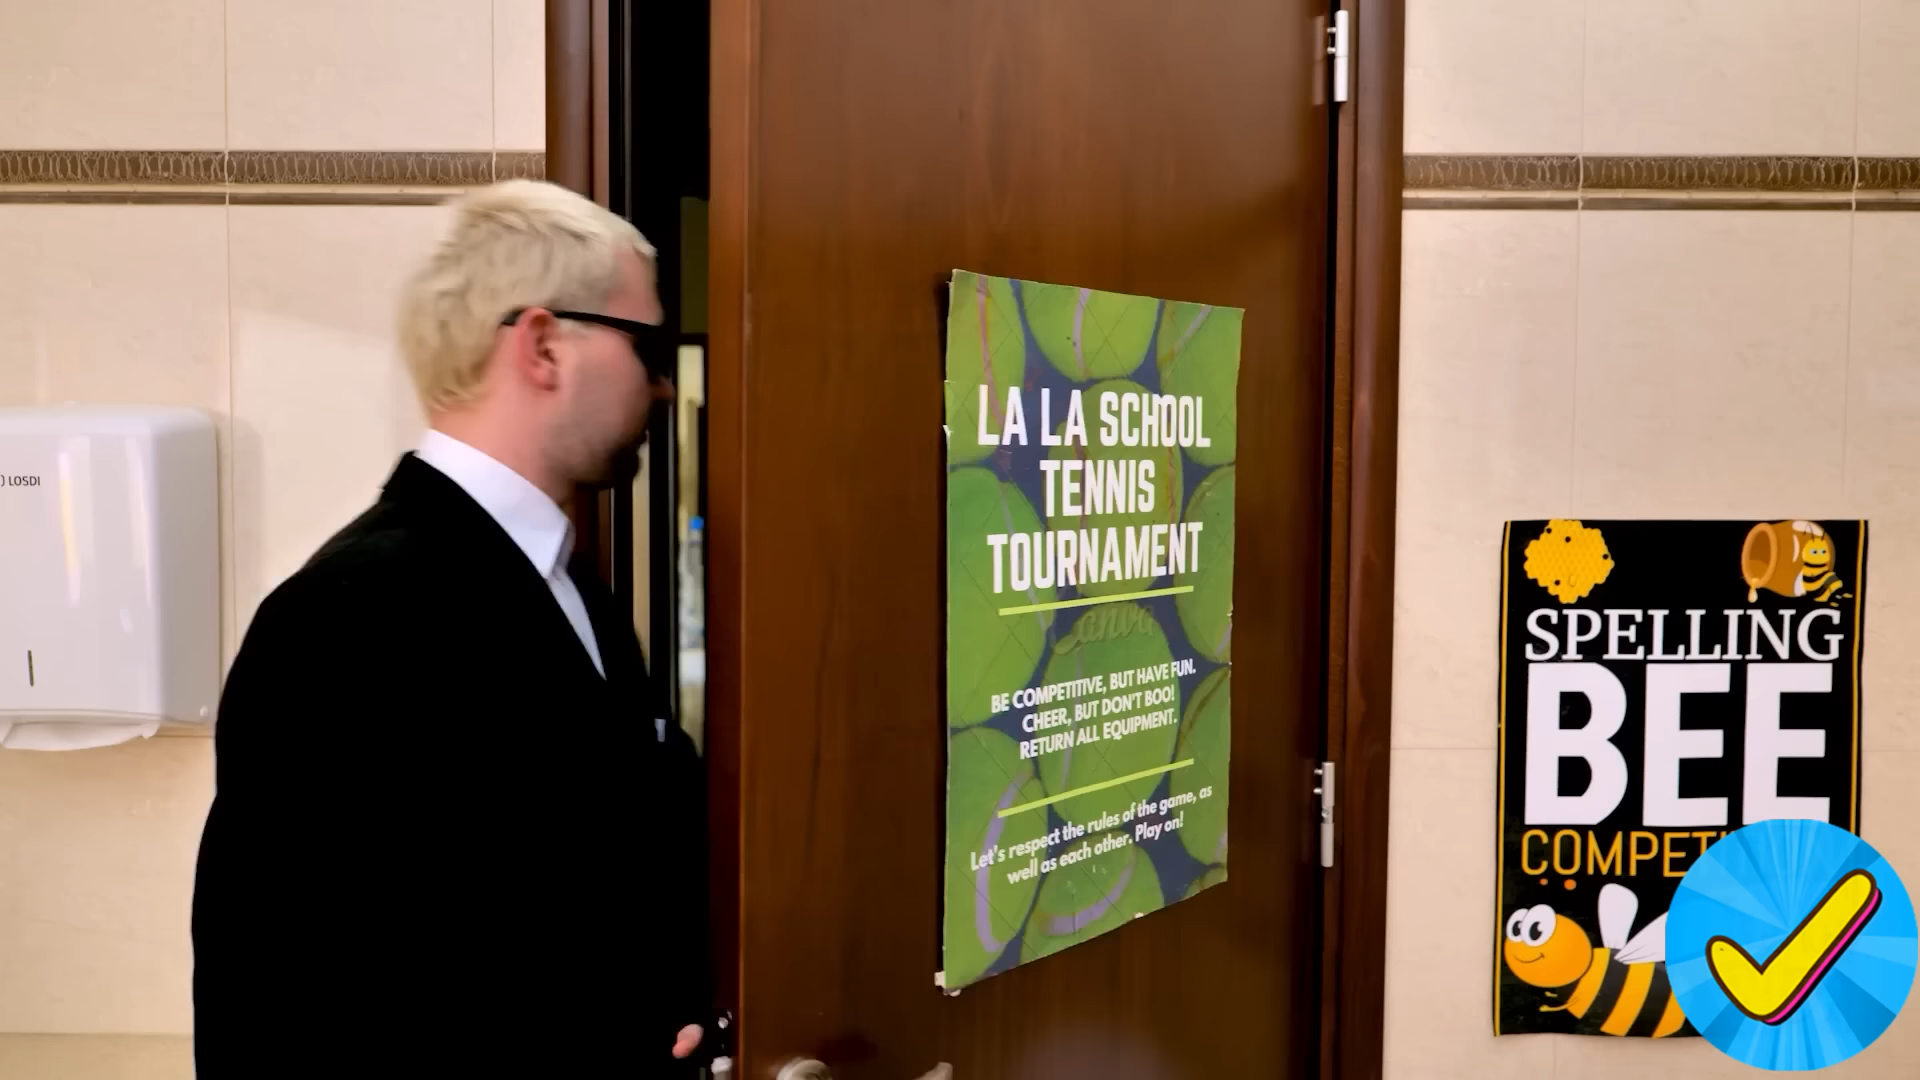 ) LOSDI
LA LA SCHOOL
TENNIS
TOURNAMENT
BE COMPETITIVE, BUT HAVE FUN.
CHEER, BUT DON'T BOO!
RETURN ALL EQUIPMENT.
Let's respect the rules of the game, as
well as each other. Play on!
SPELLING
BEE